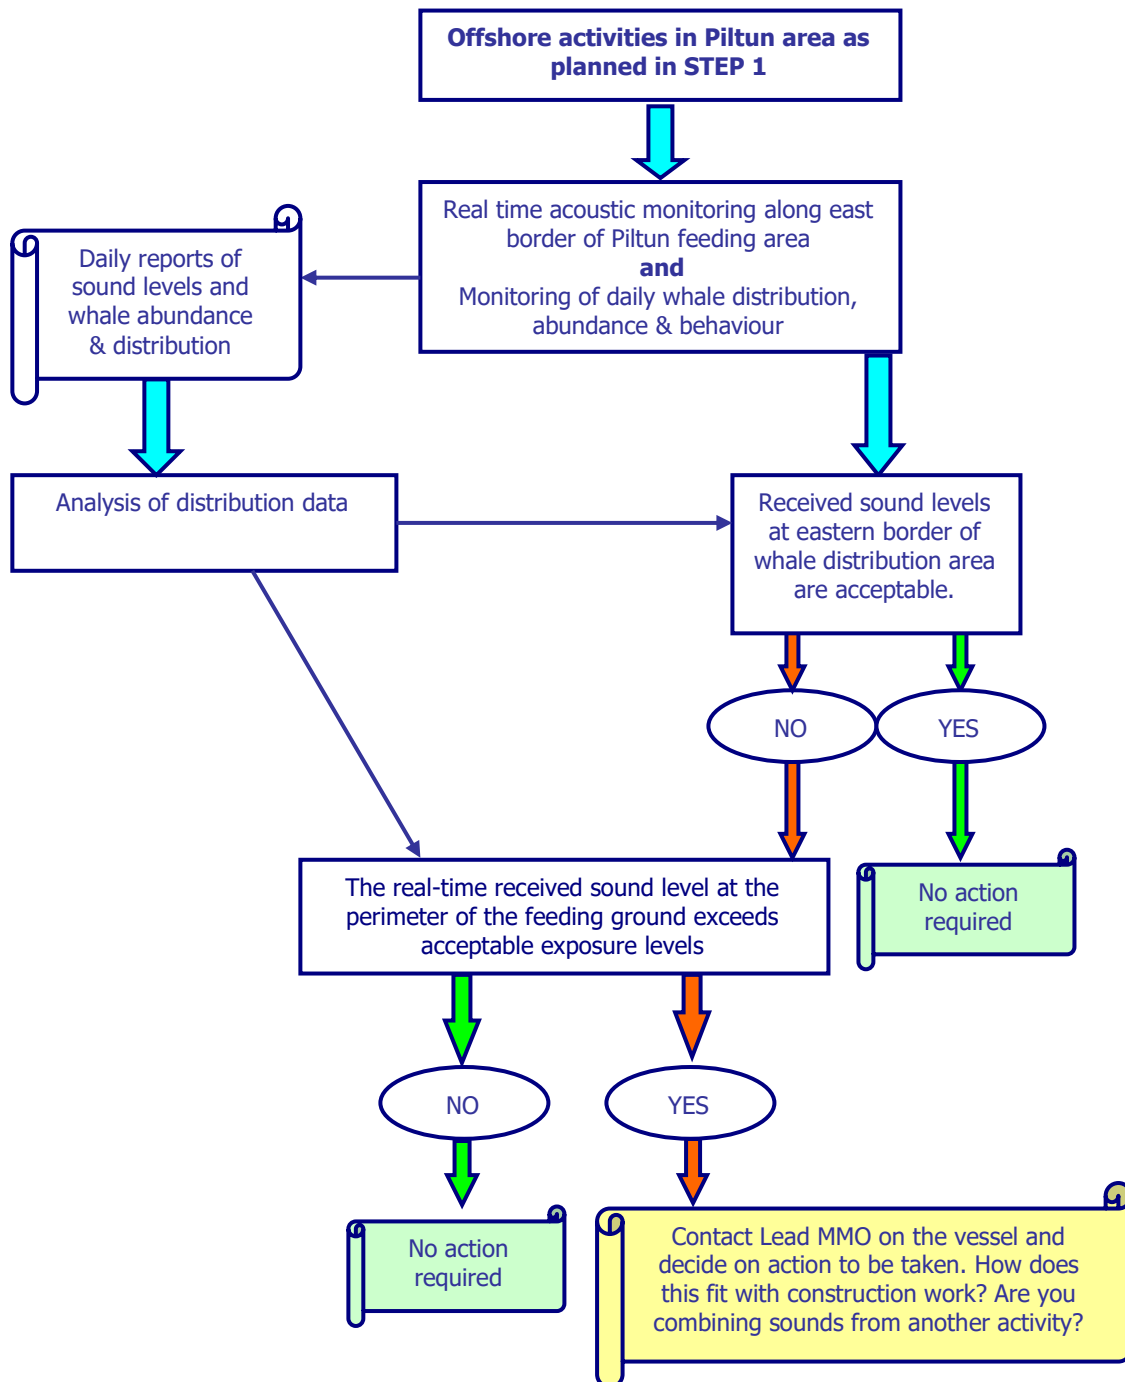 Offshore activities in Piltun area as
planned in STEP 1
Real time acoustic monitoring along east
border of Piltun feeding area
and
Monitoring of daily whale distribution,
abundance & behaviour
Daily reports of
sound levels and
whale abundance
& distribution
Analysis of distribution data
Received sound levels
at eastern border of
whale distribution area
are acceptable.
NO
YES
No action
required
The real-time received sound level at the
perimeter of the feeding ground exceeds
acceptable exposure levels
NO
YES
No action
required
Contact Lead MMO on the vessel and
decide on action to be taken. How does
this fit with construction work? Are you
combining sounds from another activity?